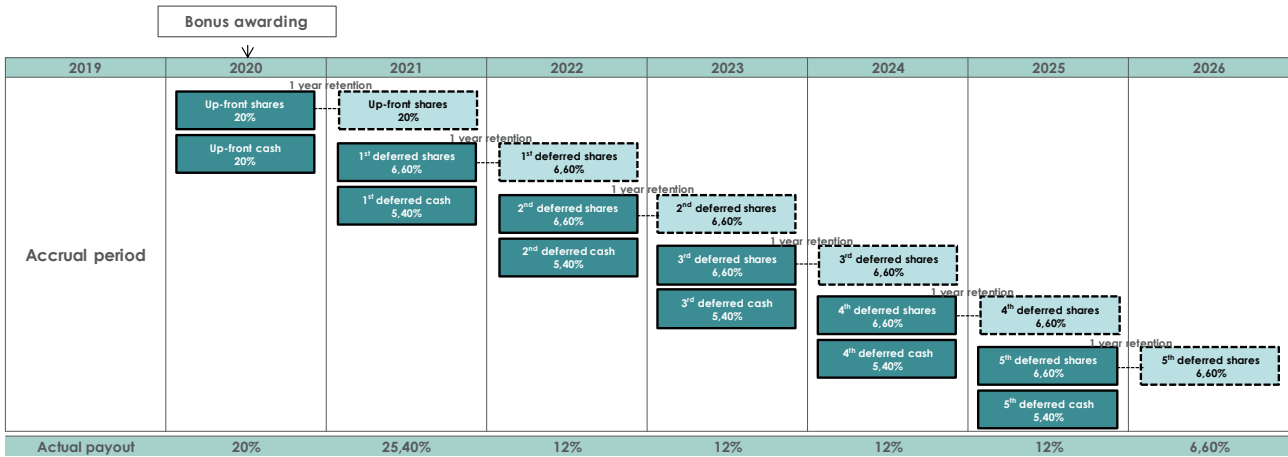 Bonus awarding
2019 2020 2021 2022 2023 2024 2025 2026
1 year retention
Up-front shares
20%
Up-front shares
20%
Up-front cash
20%
1 year retention
1st deferred shares
6,60%
1st deferred shares
6,60%
1st deferred cash
5,40%
1 year retention
2nd deferred shares
6,60%
2nd deferred shares
6,60%
2nd deferred cash
5,40%
Accrual period
1 year retention
3rd deferred shares
6,60%
3rd deferred shares
6,60%
3rd deferred cash
5,40%
1 year retention
4th deferred shares
6,60%
4th deferred shares
6,60%
4th deferred cash
5,40%
1 year retention
5th deferred shares
6,60%
5th deferred shares
6,60%
5th deferred cash
5,40%
Actual payout 20% 25,40% 12% 12% 12% 12% 6,60%